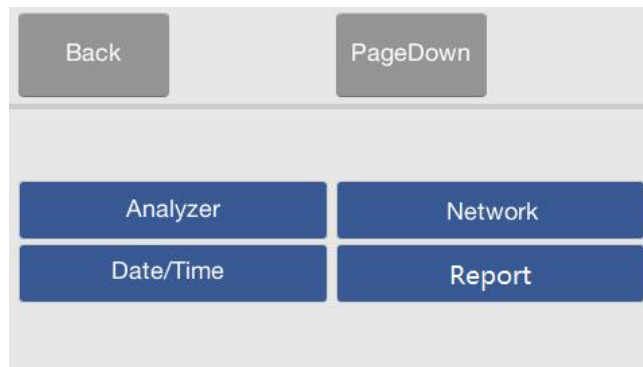 Back
PageDown
Analyzer
Network
Date/Time
Report